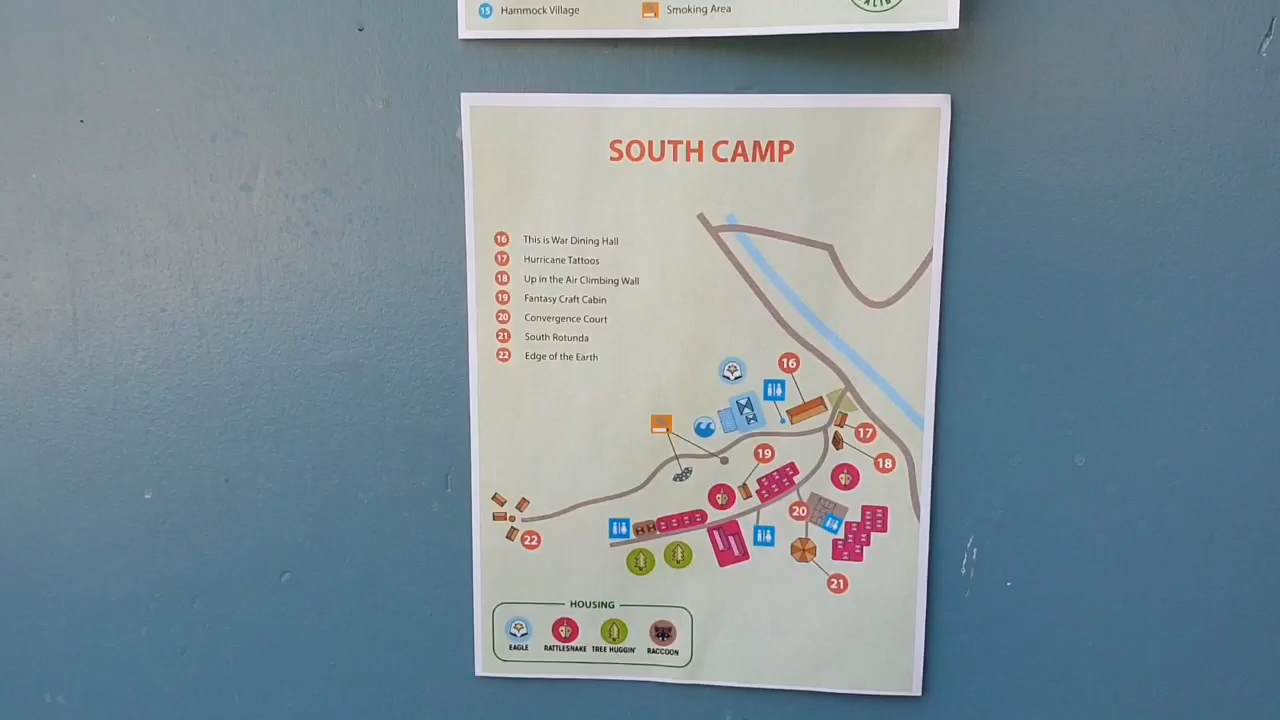 15 Hammock Village
Smoking Area
SOUTH CAMP
16 This is War Dining Hall
17 Hurricane Tattoos
18 Up in the Air Climbing Wall
19 Fantasy Craft Cabin
20 Convergence Court
21 South Rotunda
22 Edge of the Earth
16
17
19
18
20
22
21
HOUSING
EAGLE
RATTLESNAKE
TREE HUGGIN'
RACCOON